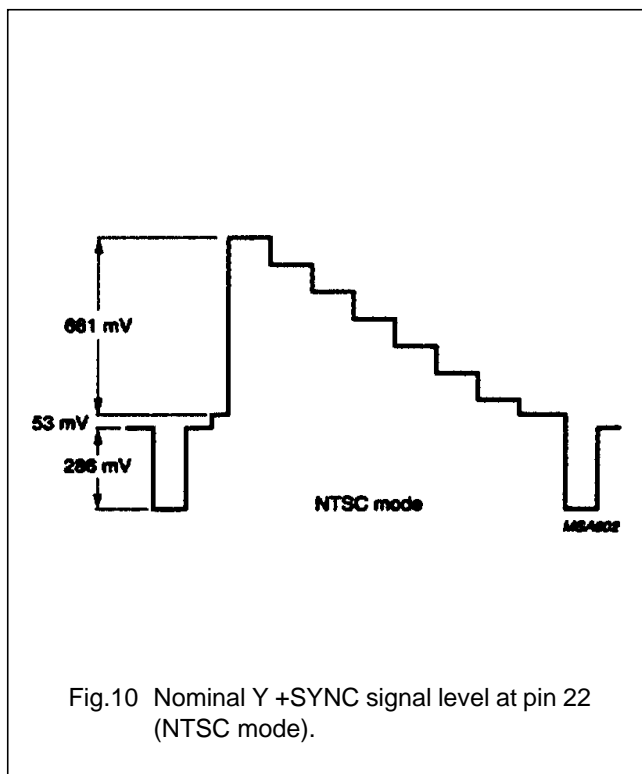 661 mV
53 mV
286 mV
NTSC mode
MSA602
Fig.10 Nominal Y +SYNC signal level at pin 22
(NTSC mode).